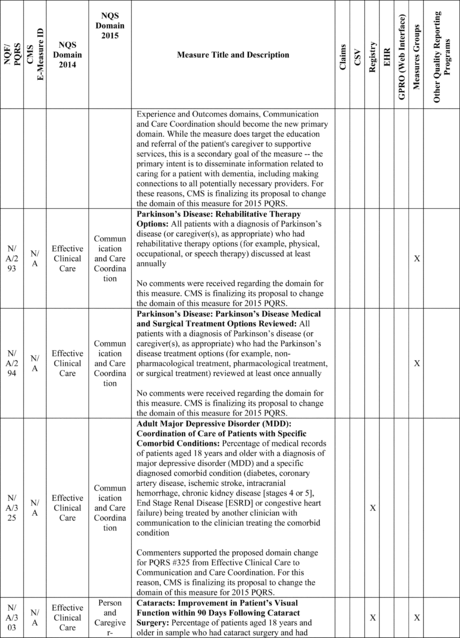 NQF/
PQRS
CMS
E-Measure ID
NQS
Domain
2014
NQS
Domain
2015
Measure Title and Description
Claims
CSV
Registry
EHR
GPRO (Web Interface)
Measures Groups
Other Quality Reporting
Programs
Experience and Outcomes domains, Communication
and Care Coordination should become the new primary
domain. While the measure does target the education
and referral of the patient's caregiver to supportive
services, this is a secondary goal of the measure -- the
primary intent is to disseminate information related to
caring for a patient with dementia, including making
connections to all potentially necessary providers. For
these reasons, CMS is finalizing its proposal to change
the domain of this measure for 2015 PQRS.
N/
A/2
93
N/
A
Effective
Clinical
Care
Commun
ication
and Care
Coordina
tion
Parkinson's Disease: Rehabilitative Therapy
Options: All patients with a diagnosis of Parkinson's
disease (or caregiver(s), as appropriate) who had
rehabilitative therapy options (for example, physical,
occupational, or speech therapy) discussed at least
annually
No comments were received regarding the domain for
this measure. CMS is finalizing its proposal to change
the domain of this measure for 2015 PQRS.
X
N/
A/2
94
N/
A
Effective
Clinical
Care
Commun
ication
and Care
Coordina
tion
Parkinson's Disease: Parkinson's Disease Medical
and Surgical Treatment Options Reviewed: All
patients with a diagnosis of Parkinson's disease (or
caregiver(s), as appropriate) who had the Parkinson's
disease treatment options (for example, non-
pharmacological treatment, pharmacological treatment,
or surgical treatment) reviewed at least once annually
No comments were received regarding the domain for
this measure. CMS is finalizing its proposal to change
the domain of this measure for 2015 PQRS.
X
N/
A/3
25
N/
A
Effective
Clinical
Care
Commun
ication
and Care
Coordina
tion
Adult Major Depressive Disorder (MDD):
Coordination of Care of Patients with Specific
Comorbid Conditions: Percentage of medical records
of patients aged 18 years and older with a diagnosis of
major depressive disorder (MDD) and a specific
diagnosed comorbid condition (diabetes, coronary
artery disease, ischemic stroke, intracranial
hemorrhage, chronic kidney disease [stages 4 or 5],
End Stage Renal Disease [ESRD] or congestive heart
failure) being treated by another clinician with
communication to the clinician treating the comorbid
condition
Commenters supported the proposed domain change
for PQRS #325 from Effective Clinical Care to
Communication and Care Coordination. For this
reason, CMS is finalizing its proposal to change the
domain of this measure for 2015 PQRS.
X
N/
A/3
03
N/
A
Effective
Clinical
Care
Person
and
Caregive
r-
Cataracts: Improvement in Patient's Visual
Function within 90 Days Following Cataract
Surgery: Percentage of patients aged 18 years and
older in sample who had cataract surgery and had
X
X